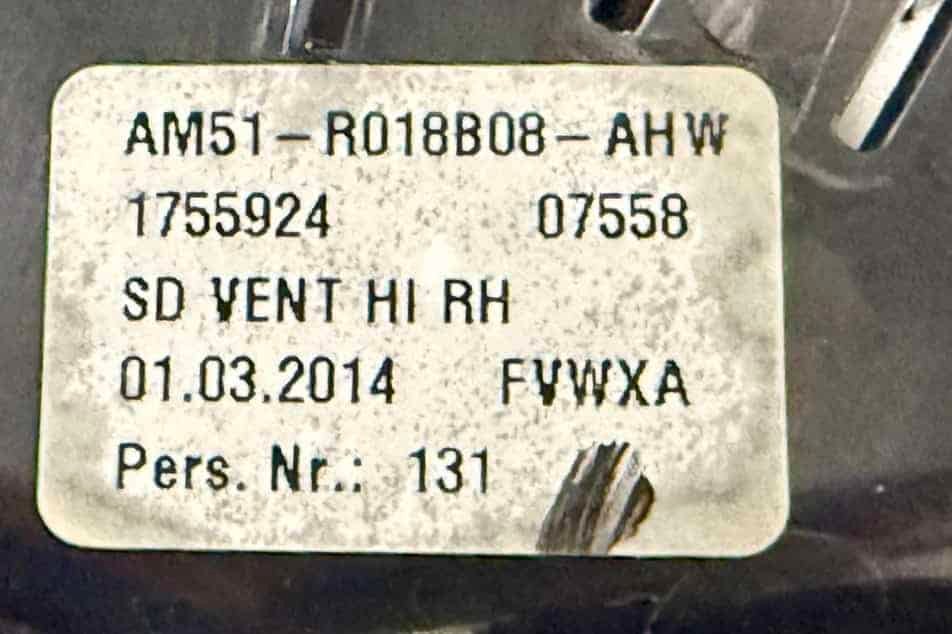 AM51-R018B08-AHW
1755924 07558
SD VENT HI RH
01.03.2014 FVWXA
Pers. Nr.: 131